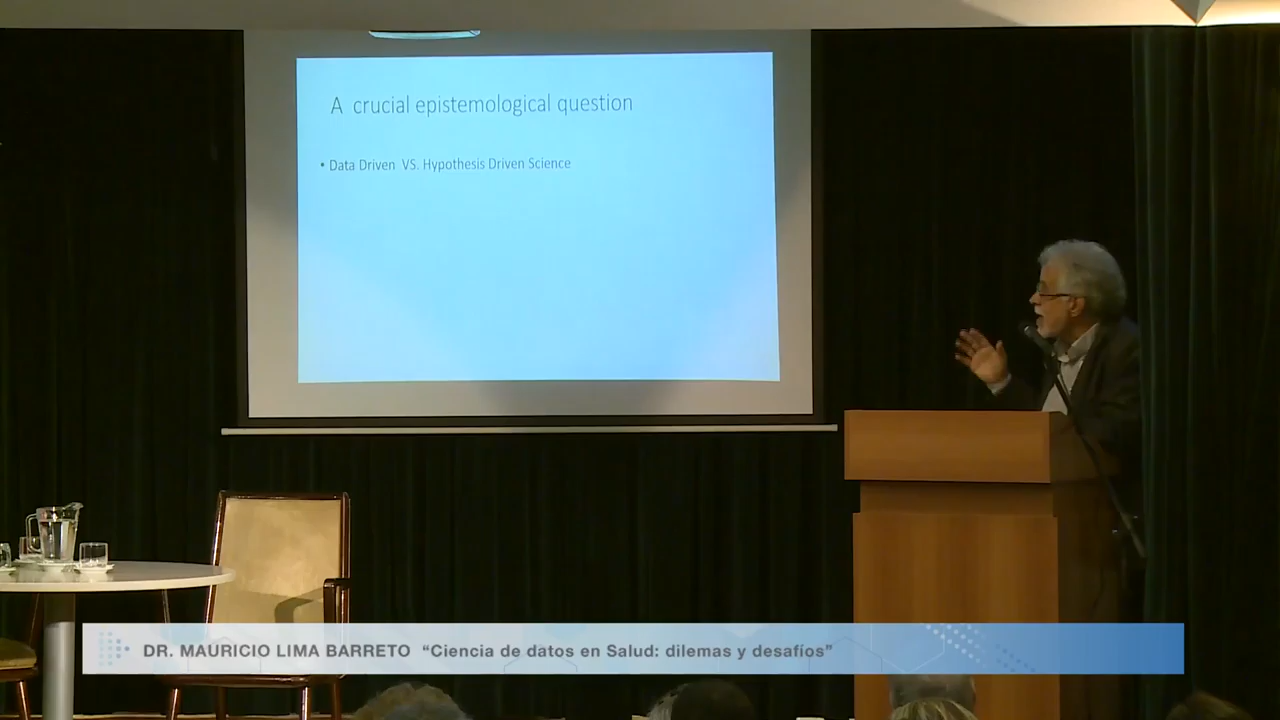 A crucial epistemological question
• Data Driven VS. Hypothesis Driven Science
DR. MAURICIO LIMA BARRETO “Ciencia de datos en Salud: dilemas y desafíos”